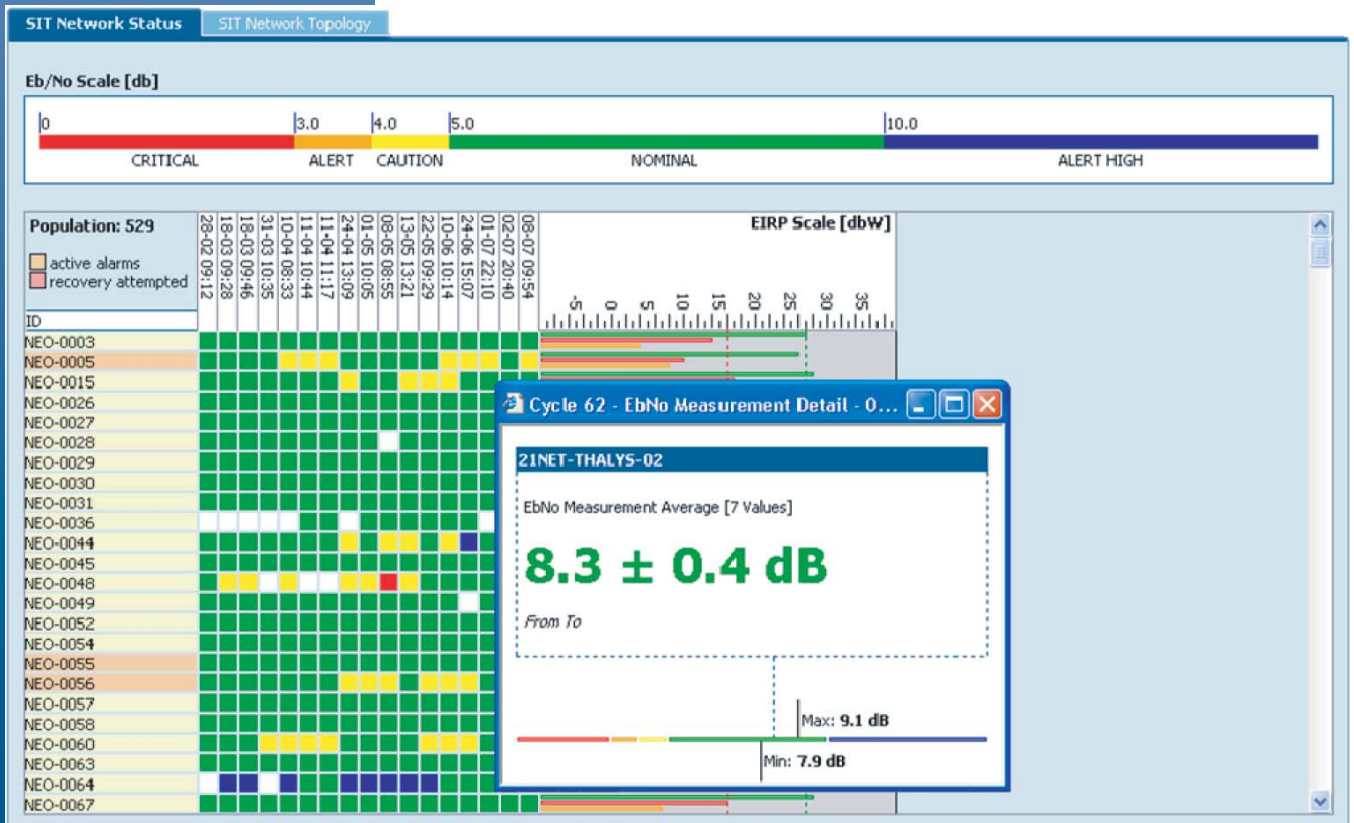 SIT Network Status SIT Network Topology
Eb/No Scale [db]
0 3.0 4.0 5.0 10.0
CRITICAL ALERT CAUTION NOMINAL ALERT HIGH
Population: 529
active alarms
recovery attempted
ID
28-02 09:12
18-03 09:28
18-03 09:46
31-03 10:35
10-04 08:33
11-04 10:44
11-04 11:17
24-04 13:09
01-05 10:05
08-05 08:55
13-05 13:21
22-05 09:29
10-06 10:14
24-06 15:07
01-07 22:10
02-07 20:40
08-07 09:54
EIRP Scale [dbW]
-5 0 5 10 15 20 25 30 35
NEO-0003
NEO-0005
NEO-0015
NEO-0026
NEO-0027
NEO-0028
NEO-0029
NEO-0030
NEO-0031
NEO-0036
NEO-0044
NEO-0045
NEO-0048
NEO-0049
NEO-0052
NEO-0054
NEO-0055
NEO-0056
NEO-0057
NEO-0058
NEO-0060
NEO-0063
NEO-0064
NEO-0067
Cycle 62 - EbNo Measurement Detail - 0...
21NET-THALYS-02
EbNo Measurement Average [7 Values]
8.3 ± 0.4 dB
From To
Max: 9.1 dB
Min: 7.9 dB